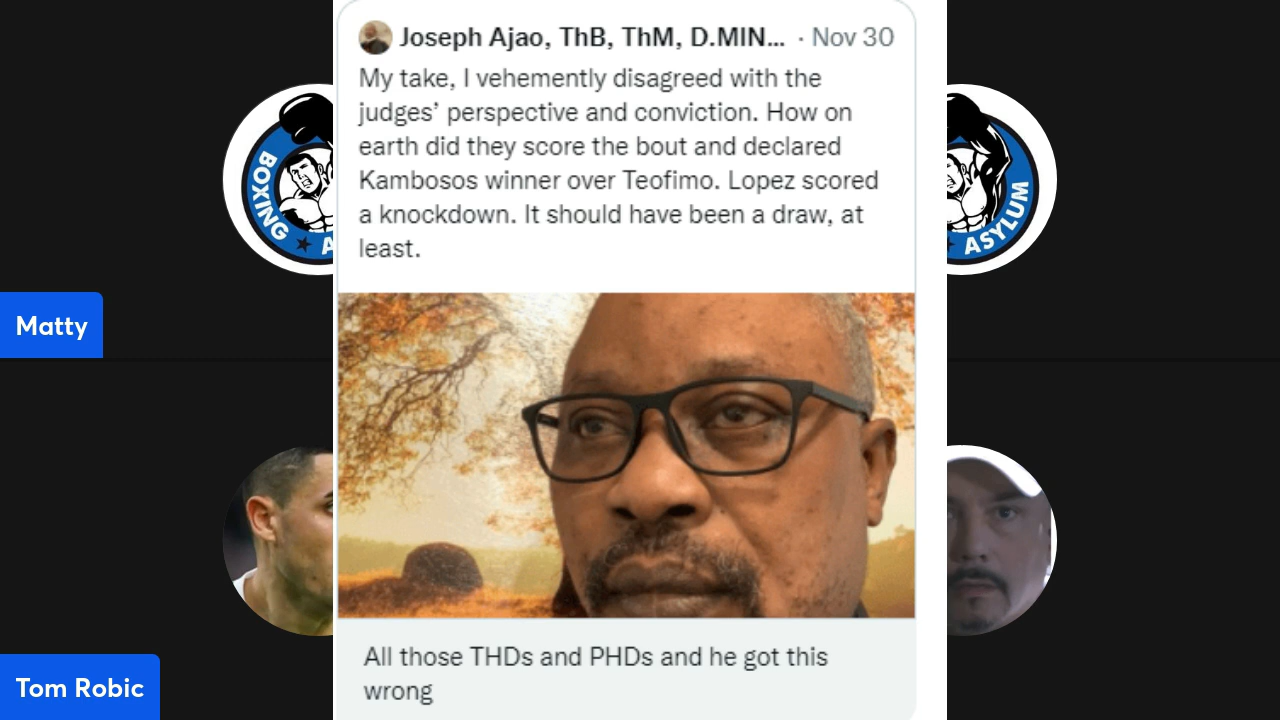 Joseph Ajao, ThB, ThM, D.MIN... · Nov 30
My take, I vehemently disagreed with the
judges’ perspective and conviction. How on
earth did they score the bout and declared
Kambosos winner over Teofimo. Lopez scored
a knockdown. It should have been a draw, at
least.
BOXING
A
ASYLUM
Matty
All those THDs and PHDs and he got this
wrong
Tom Robic